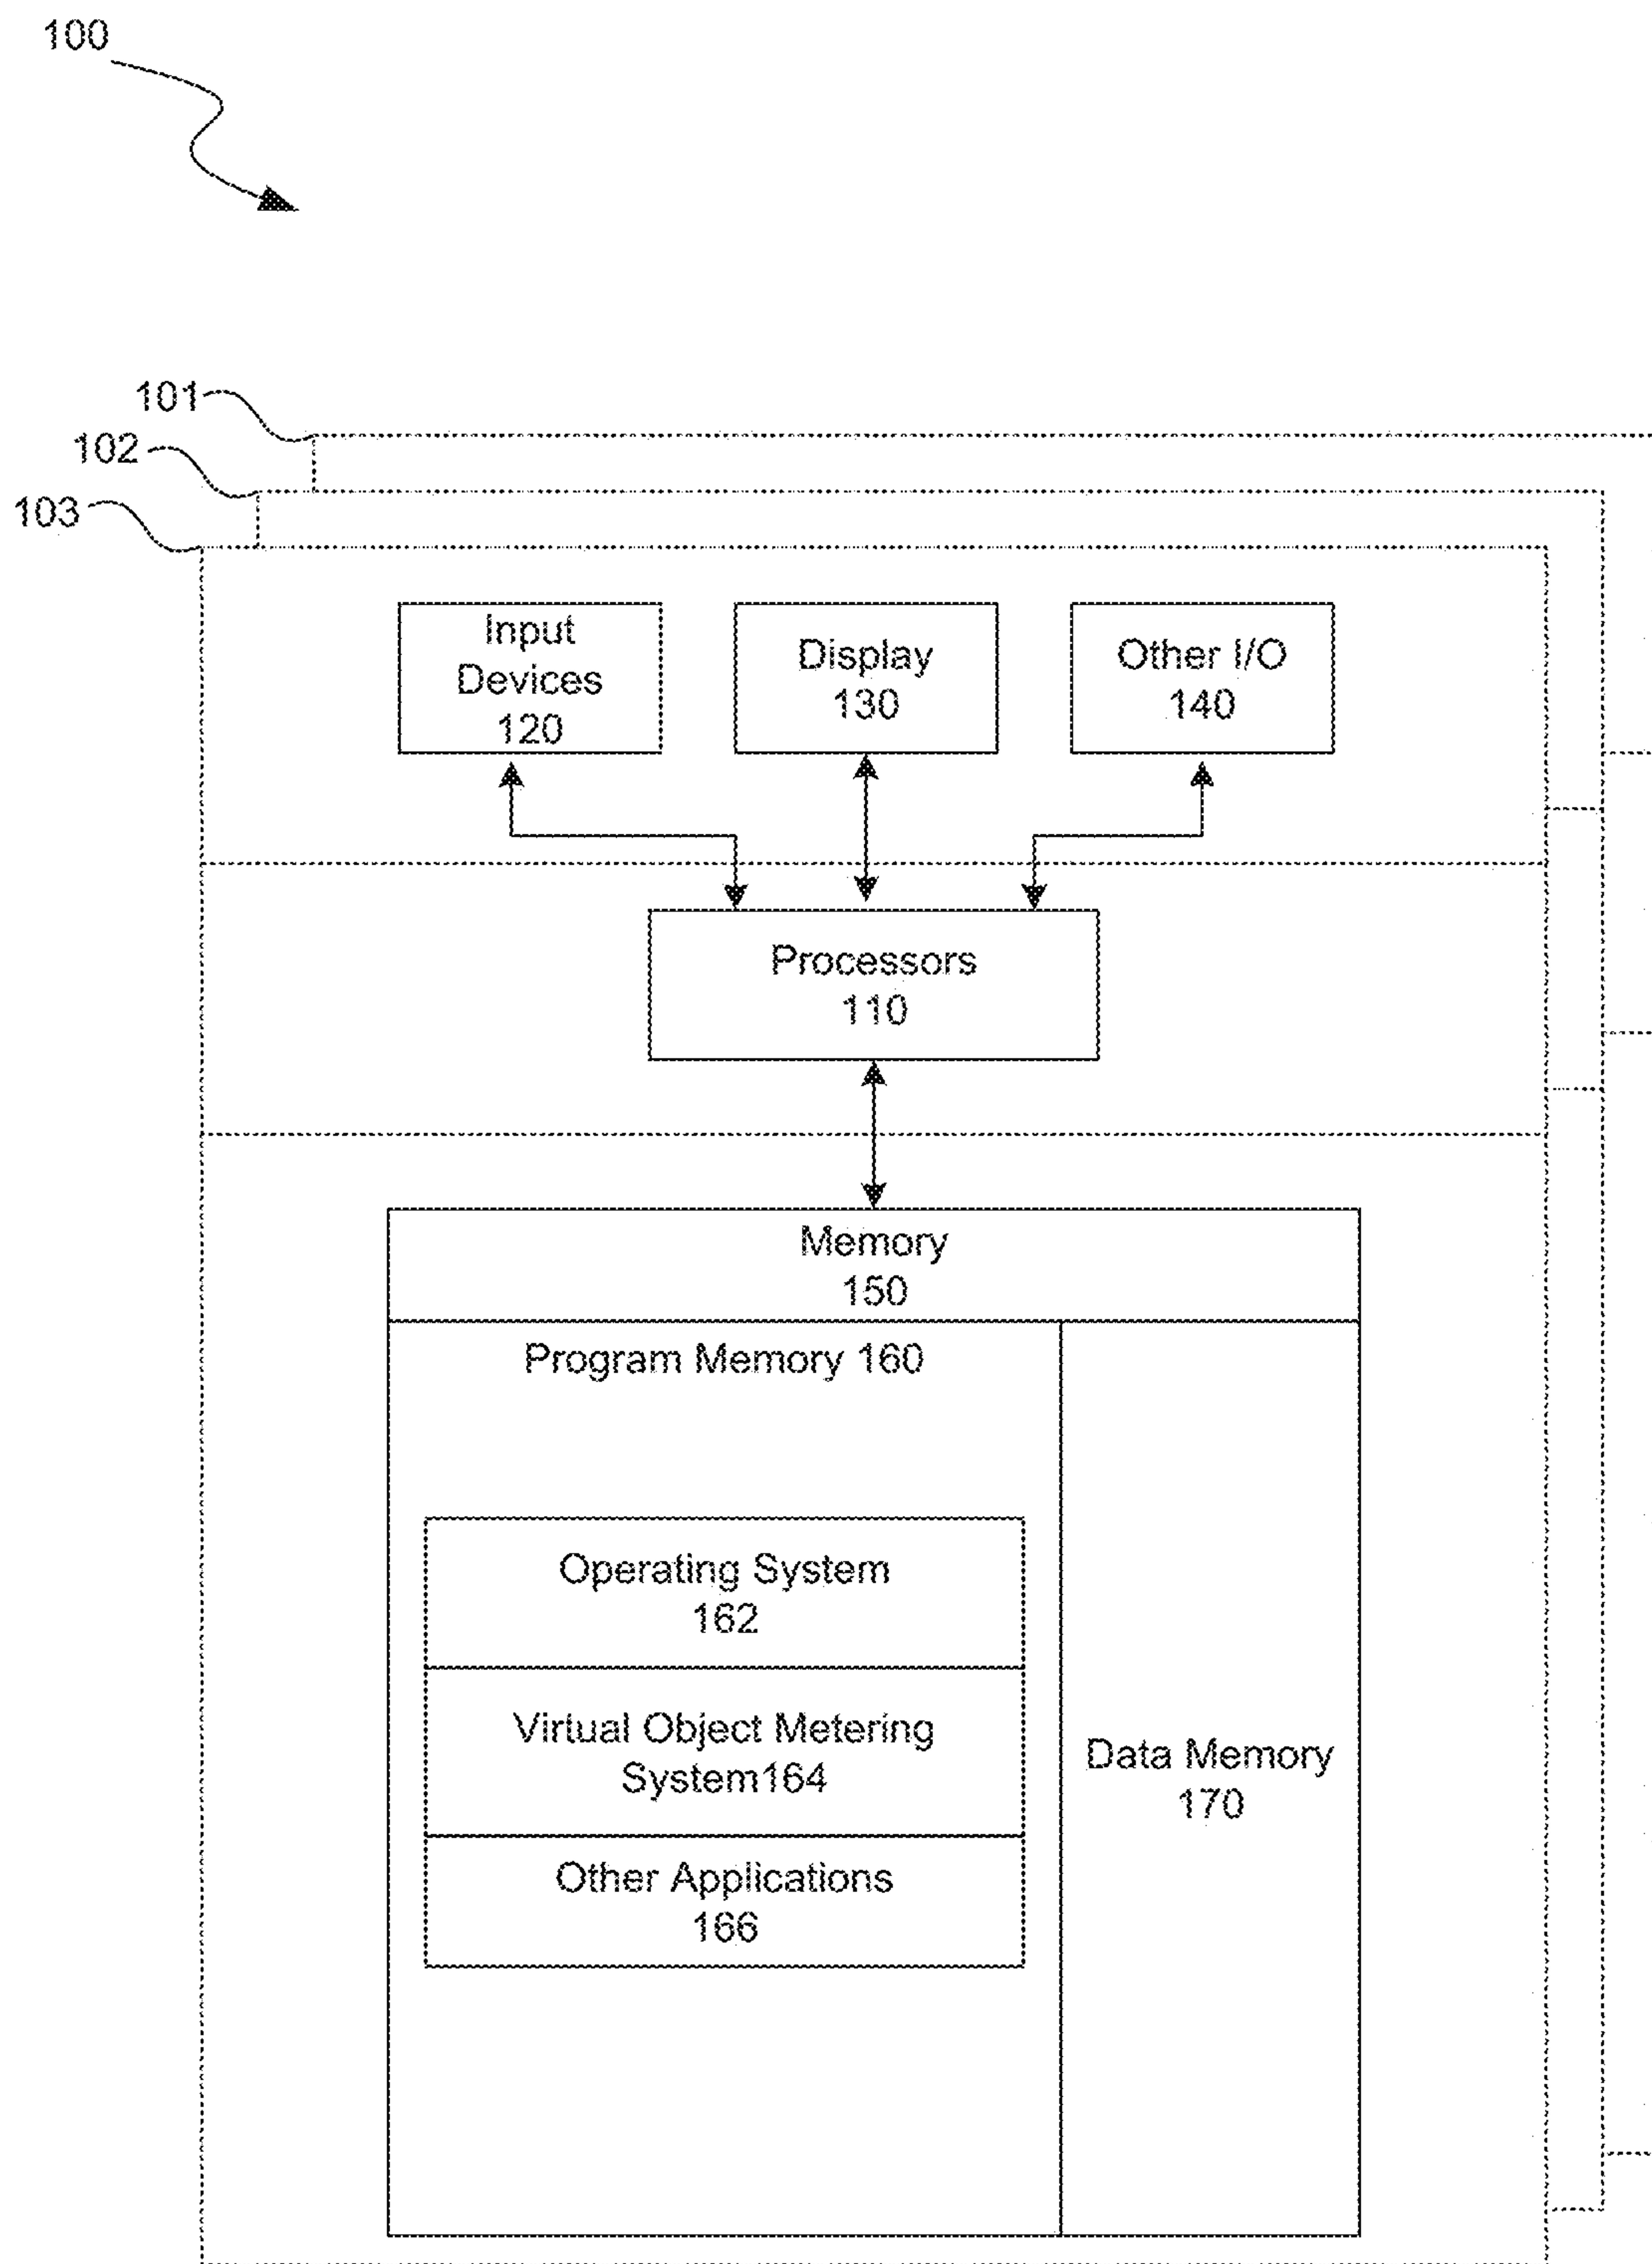 100
101
102
103
Input
Devices
120
Display
130
Other I/O
140
Processors
110
Memory
150
Program Memory 160
Operating System
162
Virtual Object Metering
System164
Other Applications
166
Data Memory
170